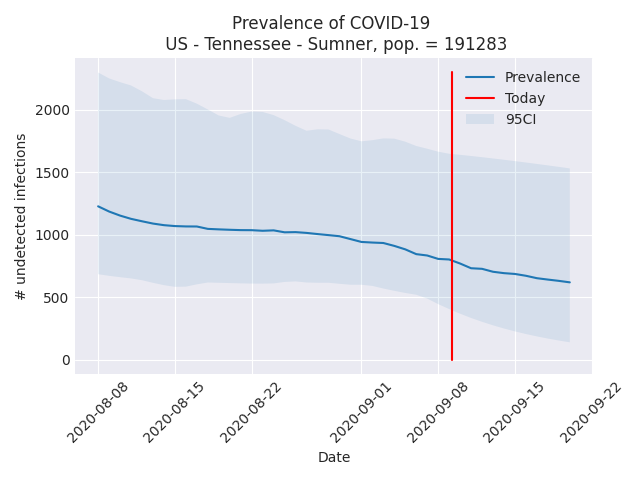 Prevalence of COVID-19
US - Tennessee - Sumner, pop. = 191283
Prevalence
Today
95CI
# undetected infections
2000
1500
1000
500
0
2020-08-08
2020-08-15
2020-08-22
2020-09-01
2020-09-08
2020-09-15
2020-09-22
Date